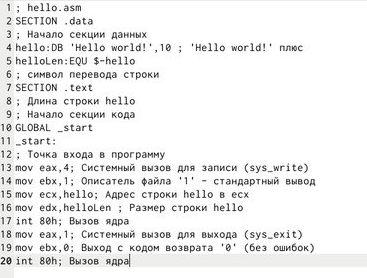 1 ; hello.asm
2 SECTION .data
3 ; Начало секции данных
4 hello:DB 'Hello world!',10 ; 'Hello world!' плюс
5 helloLen:EQU $-hello
6 ; символ перевода строки
7 SECTION .text
8 ; Длина строки hello
9 ; Начало секции кода
10 GLOBAL _start
11 _start:
12 ; Точка входа в программу
13 mov eax,4; Системный вызов для записи (sys_write)
14 mov ebx,1; Описатель файла '1' – стандартный вывод
15 mov ecx,hello; Адрес строки hello в ecx
16 mov edx,helloLen ; Размер строки hello
17 int 80h; Вызов ядра
18 mov eax,1; Системный вызов для выхода (sys_exit)
19 mov ebx,0; Выход с кодом возврата '0' (без ошибок)
20 int 80h; Вызов ядра